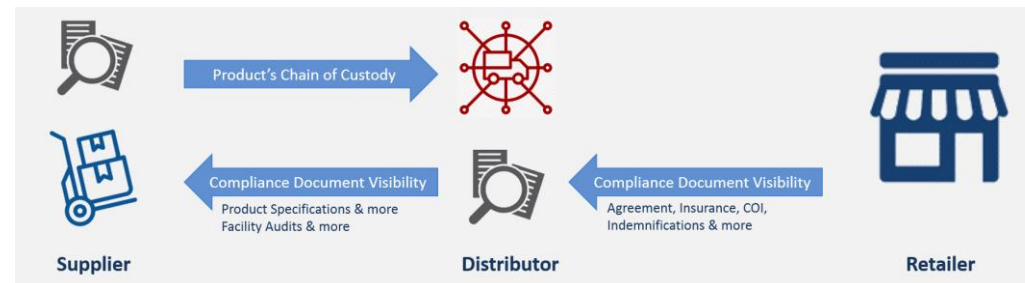 Product's Chain of Custody
Compliance Document Visibility
Product Specifications & more
Facility Audits & more
Compliance Document Visibility
Agreement, Insurance, COI,
Indemnifications & more
Supplier
Distributor
Retailer